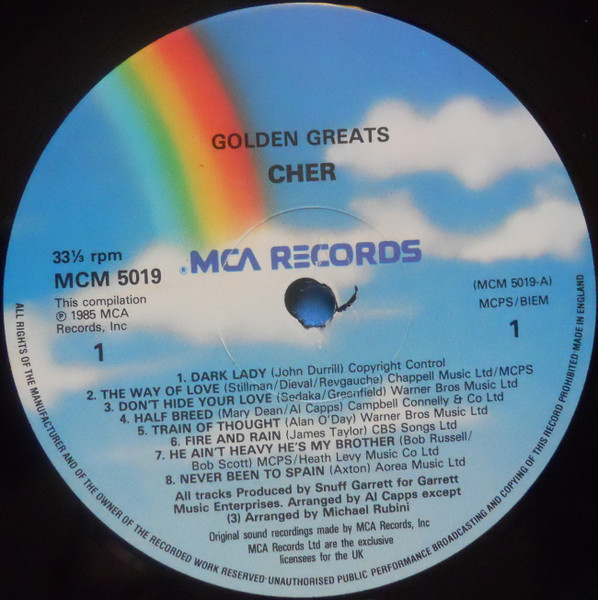 GOLDEN GREATS
CHER
33⅓ rpm
MCM 5019
This compilation
℗ 1985 MCA
Records, Inc
1
® MCA RECORDS
(MCM 5019-A)
MCPS/BIEM
1
1. DARK LADY (John Durrill) Copyright Control
2. THE WAY OF LOVE (Stillman/Dieval/Revgauche) Chappell Music Ltd/MCPS
3. DON'T HIDE YOUR LOVE (Sedaka/Greenfield) Warner Bros Music Ltd
4. HALF BREED (Mary Dean/Al Capps) Campbell Connelly & Co Ltd
5. TRAIN OF THOUGHT (Alan O'Day) Warner Bros Music Ltd
6. FIRE AND RAIN (James Taylor) CBS Songs Ltd
7. HE AIN'T HEAVY HE'S MY BROTHER (Bob Russell/
Bob Scott) MCPS/Heath Levy Music Co Ltd
8. NEVER BEEN TO SPAIN (Axton) Aorea Music Ltd
All tracks Produced by Snuff Garrett for Garrett
Music Enterprises. Arranged by Al Capps except
(3) Arranged by Michael Rubini
Original sound recordings made by MCA Records, Inc
MCA Records Ltd are the exclusive
licensees for the UK
ALL RIGHTS OF THE MANUFACTURER AND OF THE OWNER OF THE RECORDED WORK RESERVED·UNAUTHORISED PUBLIC PERFORMANCE BROADCASTING AND COPYING OF THIS RECORD PROHIBITED·MADE IN ENGLAND